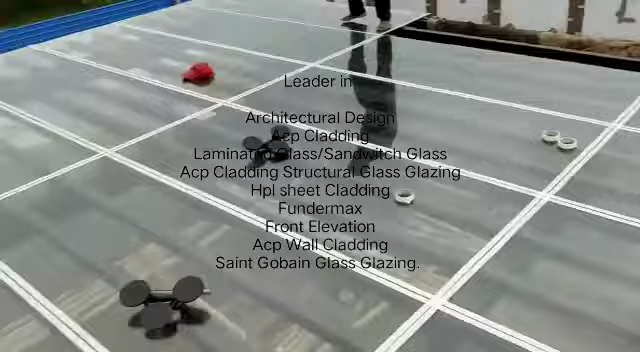 Leader in
Architectural Design
Acp Cladding
Laminated Glass/Sandwitch Glass
Acp Cladding Structural Glass Glazing
Hpl sheet Cladding
Fundermax
Front Elevation
Acp Wall Cladding
Saint Gobain Glass Glazing.